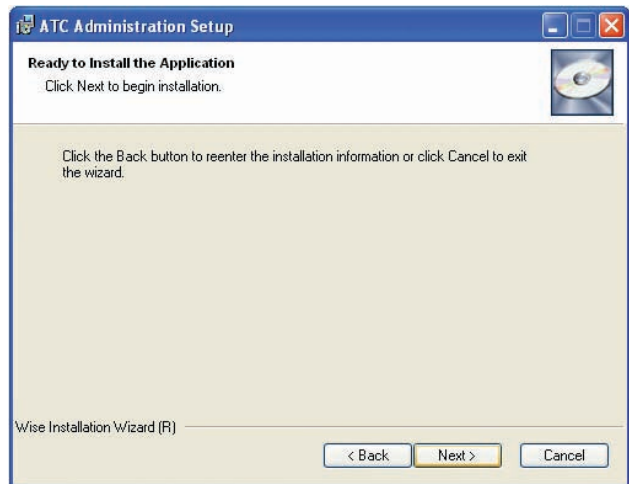 ATC Administration Setup
Ready to Install the Application
Click Next to begin installation.
Click the Back button to reenter the installation information or click Cancel to exit
the wizard.
Wise Installation Wizard (R)
< Back
Next >
Cancel